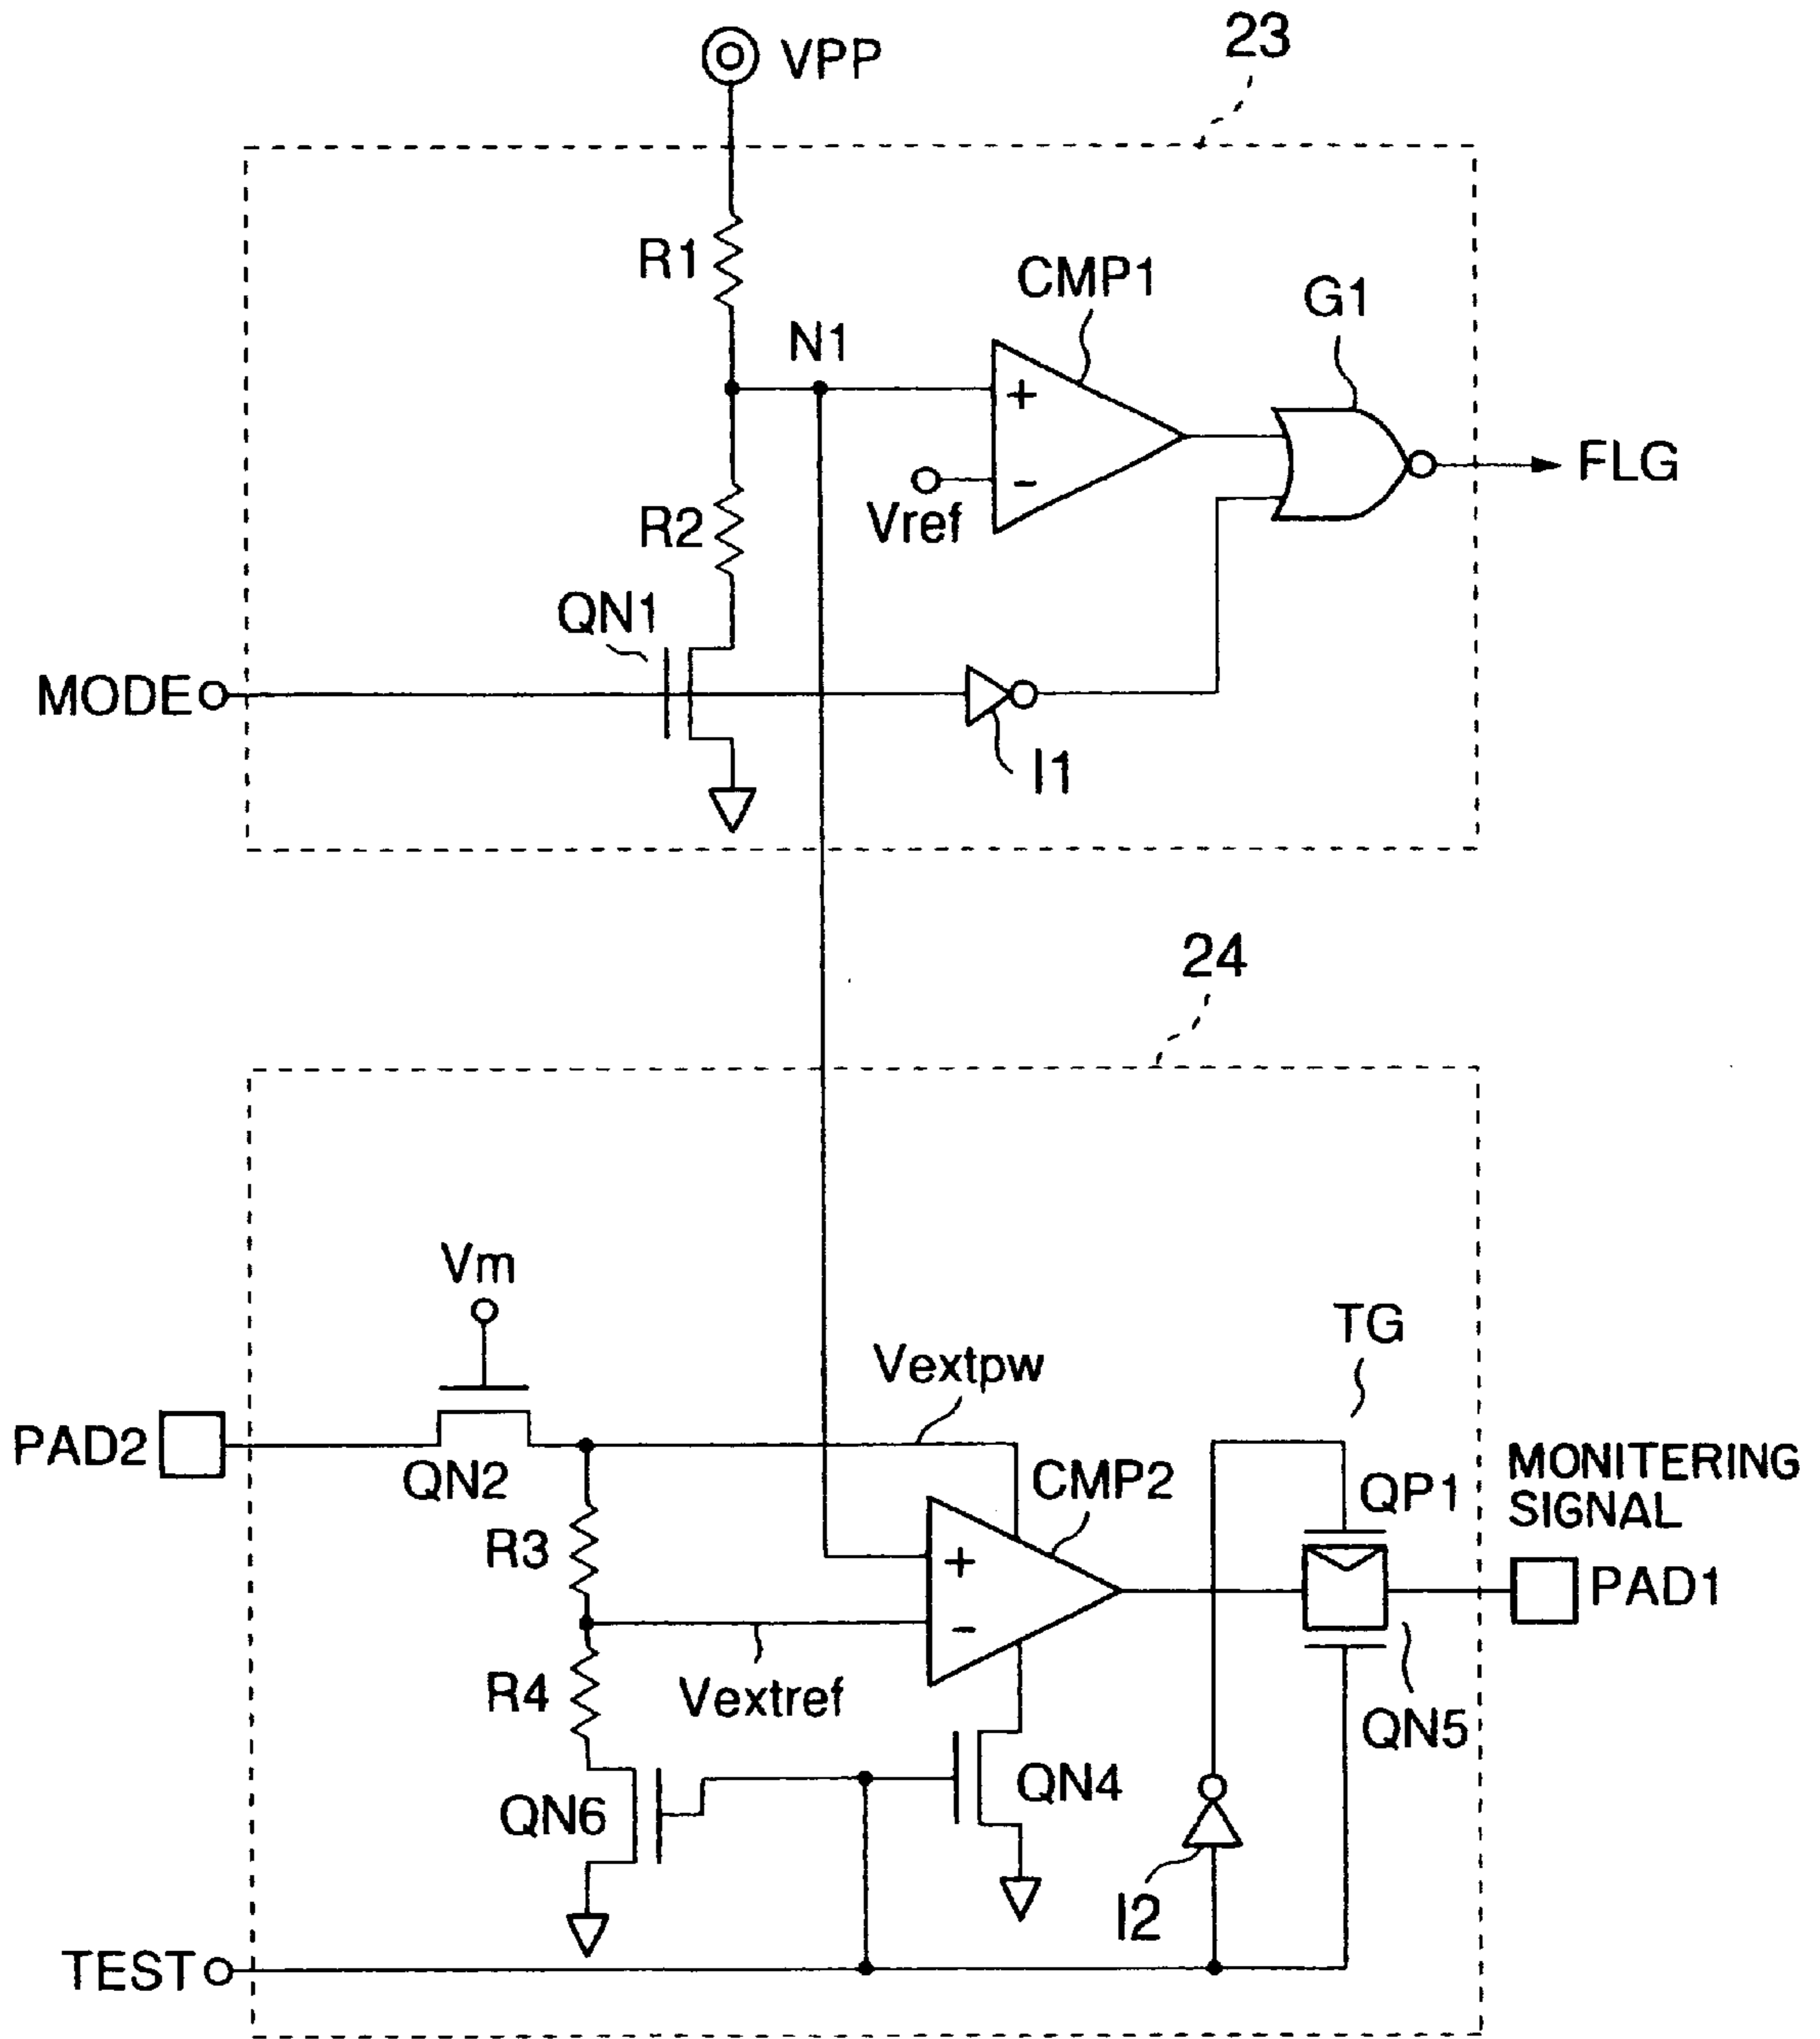 23
VPP
R1
CMP1
G1
N1
+
FLG
-
Vref
R2
QN1
MODE
I1
24
Vm
TG
Vextpw
MONITERING
SIGNAL
PAD2
QN2
CMP2
QP1
R3
+
PAD1
-
R4
Vextref
QN5
QN4
QN6
I2
TEST